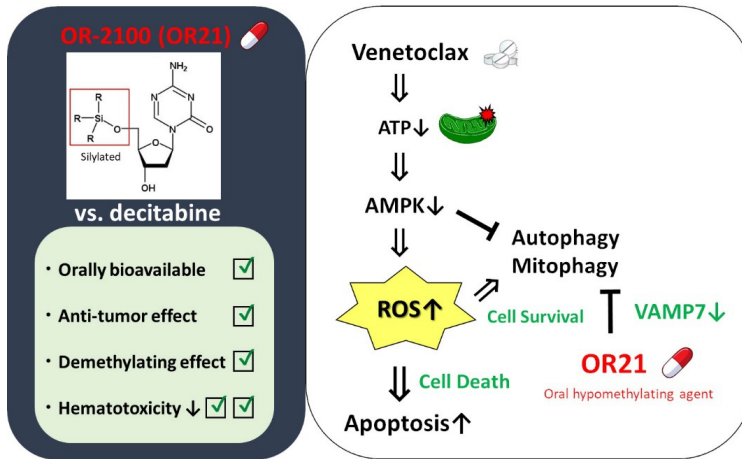 OR-2100 (OR21)
NH₂
N
N
N
O
R
R
Si
R
O
O
Silylated
OH
vs. decitabine
· Orally bioavailable
· Anti-tumor effect
· Demethylating effect
· Hematotoxicity ↓
Venetoclax
ATP↓
AMPK↓
Autophagy
Mitophagy
ROS↑
Cell Survival
VAMP7↓
OR21
Oral hypomethylating agent
Cell Death
Apoptosis↑